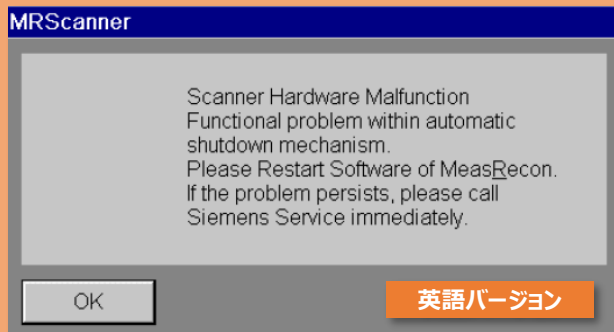 MRScanner
Scanner Hardware Malfunction
Functional problem within automatic
shutdown mechanism.
Please Restart Software of MeasRecon.
If the problem persists, please call
Siemens Service immediately.
OK
英語バージョン